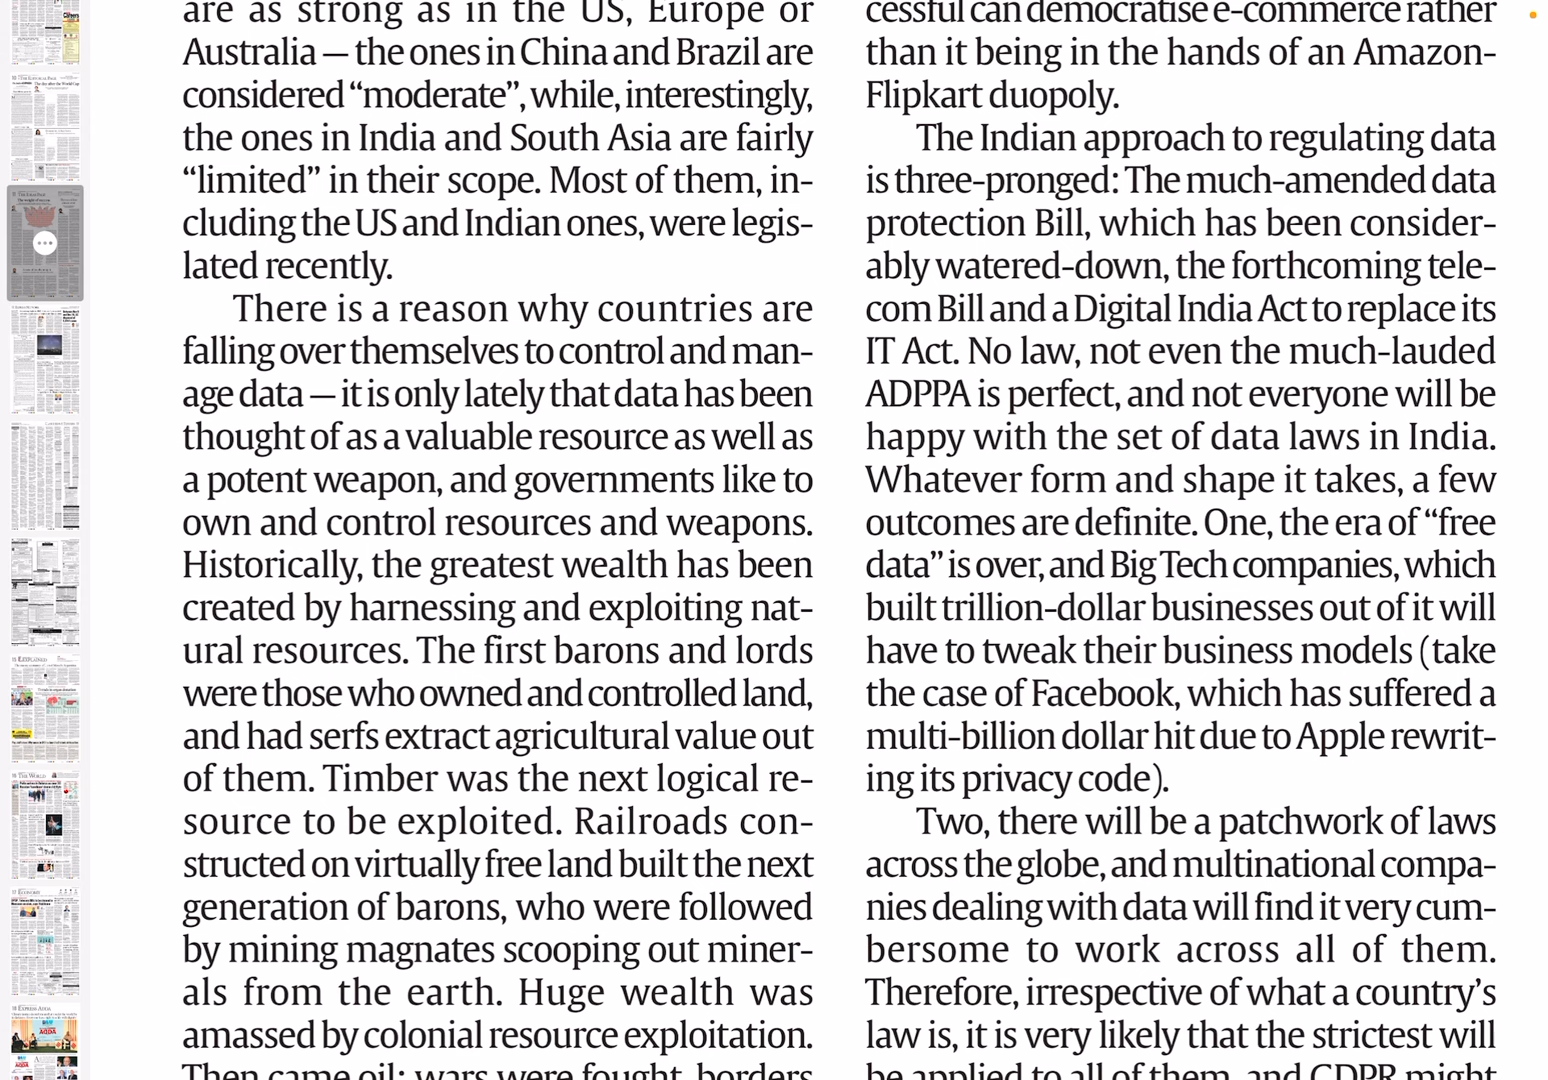 are as strong as in the US, Europe or
Australia — the ones in China and Brazil are
considered “moderate”, while, interestingly,
the ones in India and South Asia are fairly
“limited” in their scope. Most of them, in-
cluding the US and Indian ones, were legis-
lated recently.
There is a reason why countries are
falling over themselves to control and man-
age data — it is only lately that data has been
thought of as a valuable resource as well as
a potent weapon, and governments like to
own and control resources and weapons.
Historically, the greatest wealth has been
created by harnessing and exploiting nat-
ural resources. The first barons and lords
were those who owned and controlled land,
and had serfs extract agricultural value out
of them. Timber was the next logical re-
source to be exploited. Railroads con-
structed on virtually free land built the next
generation of barons, who were followed
by mining magnates scooping out miner-
als from the earth. Huge wealth was
amassed by colonial resource exploitation.
Then came oil; wars were fought, borders
cessful can democratise e-commerce rather
than it being in the hands of an Amazon-
Flipkart duopoly.
The Indian approach to regulating data
is three-pronged: The much-amended data
protection Bill, which has been consider-
ably watered-down, the forthcoming tele-
com Bill and a Digital India Act to replace its
IT Act. No law, not even the much-lauded
ADPPA is perfect, and not everyone will be
happy with the set of data laws in India.
Whatever form and shape it takes, a few
outcomes are definite. One, the era of “free
data” is over, and Big Tech companies, which
built trillion-dollar businesses out of it will
have to tweak their business models (take
the case of Facebook, which has suffered a
multi-billion dollar hit due to Apple rewrit-
ing its privacy code).
Two, there will be a patchwork of laws
across the globe, and multinational compa-
nies dealing with data will find it very cum-
bersome to work across all of them.
Therefore, irrespective of what a country’s
law is, it is very likely that the strictest will
be applied to all of them, and GDPR might